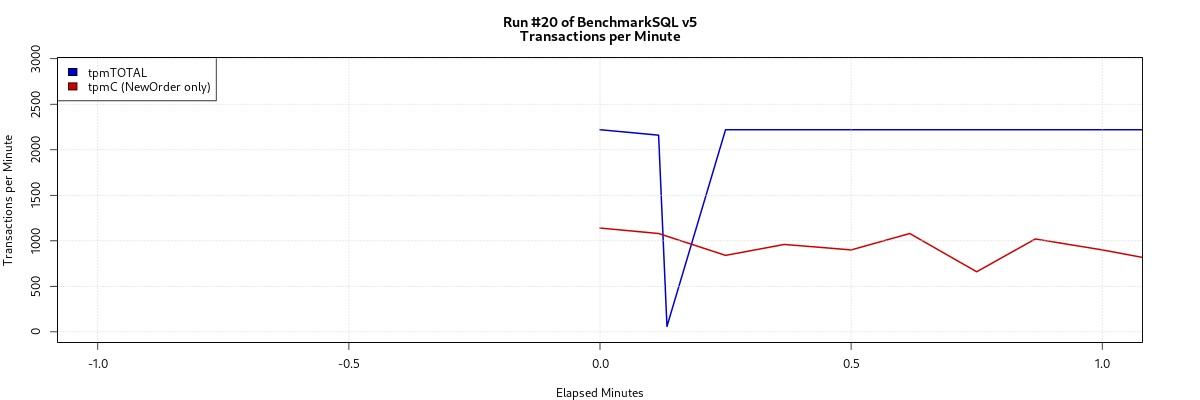 Run #20 of BenchmarkSQL v5
Transactions per Minute
tpmTOTAL
tpmC (NewOrder only)
Transactions per Minute
3000
2500
2000
1500
1000
500
0
-1.0
-0.5
0.0
0.5
1.0
Elapsed Minutes